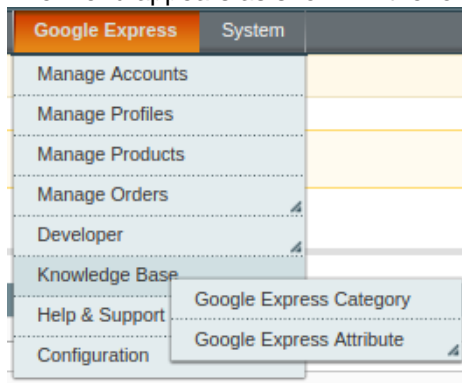 Google Express System
Manage Accounts
Manage Profiles
Manage Products
Manage Orders
Developer
Knowledge Base
Google Express Category
Help & Support
Google Express Attribute
Configuration